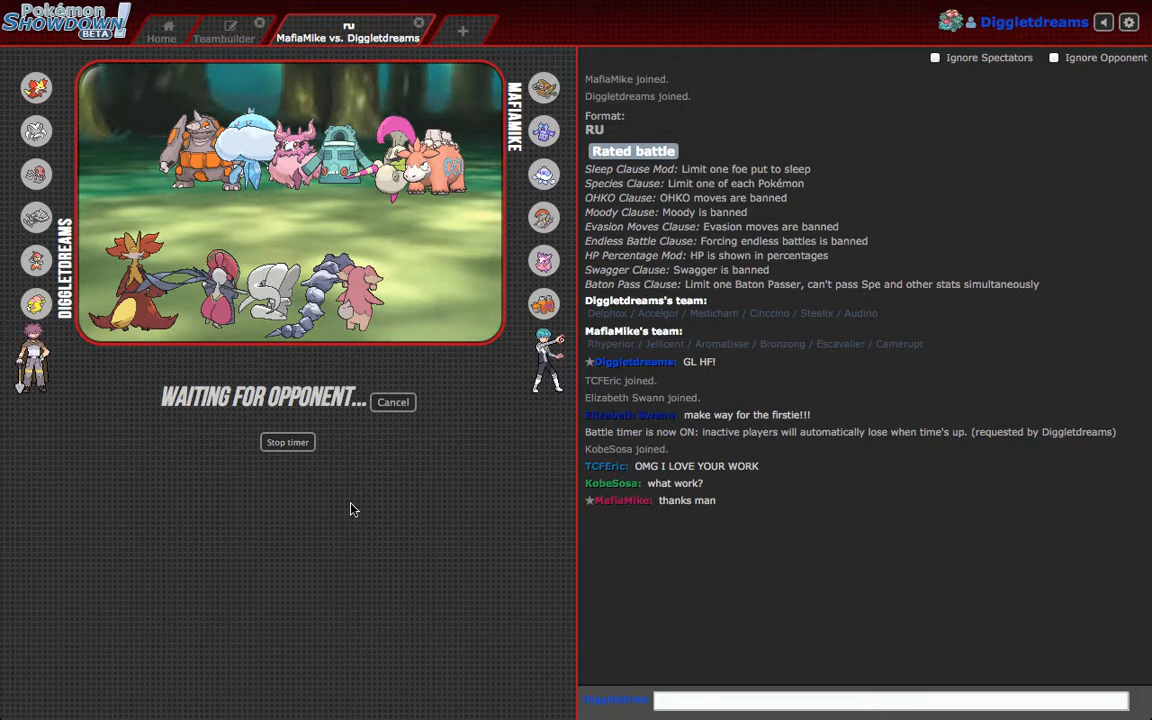 Pokémon
SHOWDOWN!
BETA
Home
Teambuilder
ru
MafiaMike vs. Diggletdreams
Diggletdreams
DIGGLETDREAMS
MAFIAMIKE
WAITING FOR OPPONENT... Cancel
Stop timer
Ignore Spectators Ignore Opponent
MafiaMike joined.
Diggletdreams joined.
Format:
RU
Rated battle
Sleep Clause Mod: Limit one foe put to sleep
Species Clause: Limit one of each Pokémon
OHKO Clause: OHKO moves are banned
Moody Clause: Moody is banned
Evasion Moves Clause: Evasion moves are banned
Endless Battle Clause: Forcing endless battles is banned
HP Percentage Mod: HP is shown in percentages
Swagger Clause: Swagger is banned
Baton Pass Clause: Limit one Baton Passer, can't pass Spe and other stats simultaneously
Diggletdreams's team:
Delphox / Accelgor / Medicham / Cinccino / Steelix / Audino
MafiaMike's team:
Rhyperior / Jellicent / Aromatisse / Bronzong / Escavalier / Camerupt
★Diggletdreams: GL HF!
TCFEric joined.
Elizabeth Swann joined.
Elizabeth Swann: make way for the firstie!!!
Battle timer is now ON: inactive players will automatically lose when time's up. (requested by Diggletdreams)
KobeSosa joined.
TCFEric: OMG I LOVE YOUR WORK
KobeSosa: what work?
★MafiaMike: thanks man